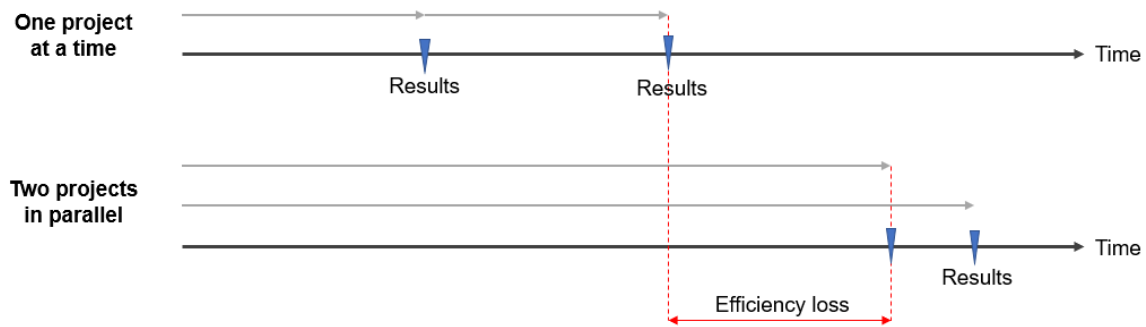 One project
at a time
Time
Results
Results
Two projects
in parallel
Time
Results
Efficiency loss